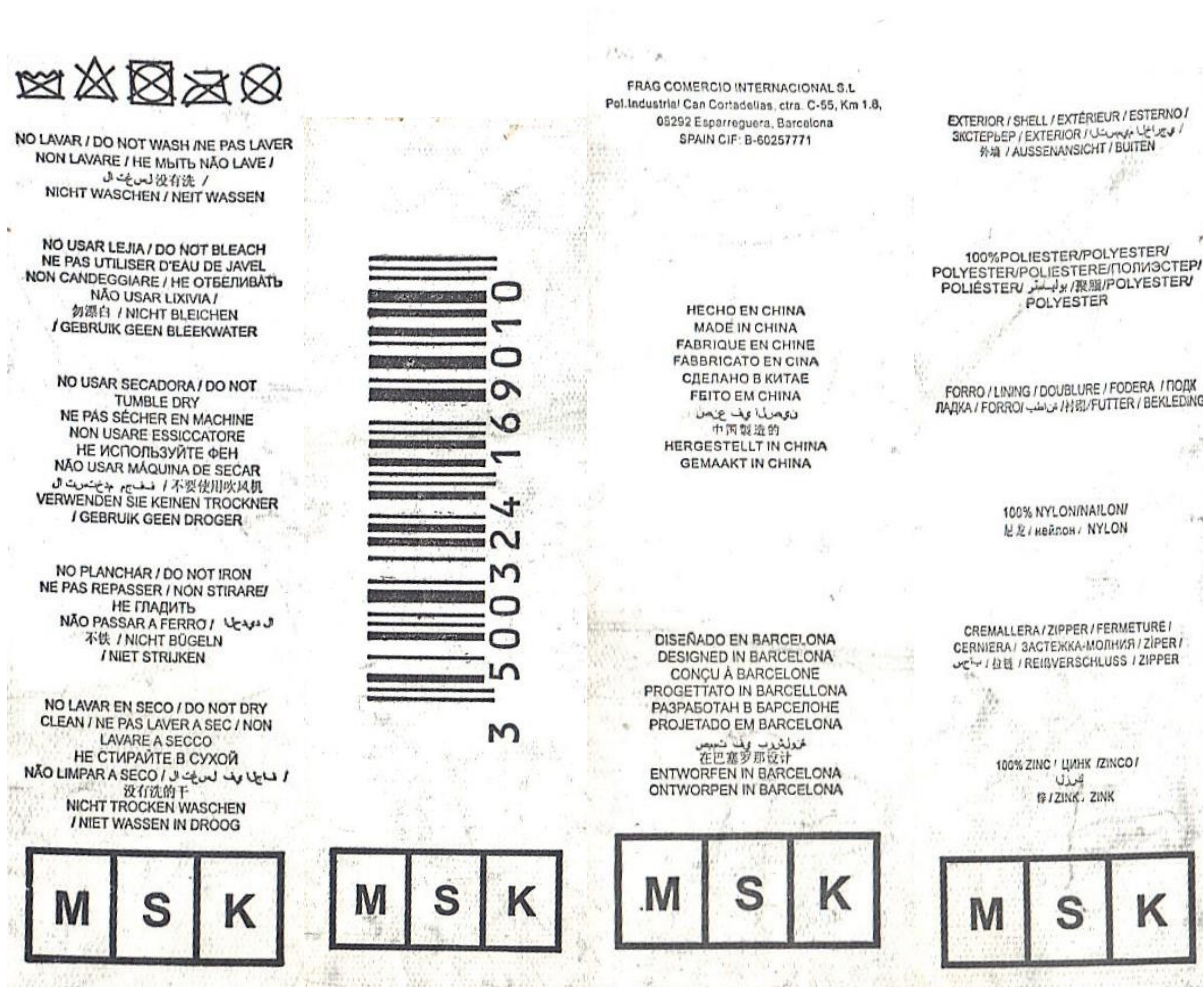 NO LAVAR / DO NOT WASH /NE PAS LAVER
NON LAVARE / НЕ МЫТЬ NÃO LAVE /
没有洗 /
NICHT WASCHEN / NEIT WASSEN
NO USAR LEJIA / DO NOT BLEACH
NE PAS UTILISER D'EAU DE JAVEL
NON CANDEGGIARE / НЕ ОТБЕЛИВАТЬ
NÃO USAR LIXIVIA /
勿漂白 / NICHT BLEICHEN
/ GEBRUIK GEEN BLEEKWATER
NO USAR SECADORA / DO NOT
TUMBLE DRY
NE PAS SÉCHER EN MACHINE
NON USARE ESSICCATORE
НЕ ИСПОЛЬЗУЙТЕ ФЕН
NÃO USAR MÁQUINA DE SECAR
/ 不要使用吹风机
VERWENDEN SIE KEINEN TROCKNER
/ GEBRUIK GEEN DROGER
NO PLANCHAR / DO NOT IRON
NE PAS REPASSER / NON STIRARE/
НЕ ГЛАДИТЬ
NÃO PASSAR A FERRO /
不铁 / NICHT BÜGELN
/ NIET STRIJKEN
NO LAVAR EN SECO / DO NOT DRY
CLEAN / NE PAS LAVER A SEC / NON
LAVARE A SECCO
НЕ СТИРАЙТЕ В СУХОЙ
NÃO LIMPAR A SECO / /
没有洗的干
NICHT TROCKEN WASCHEN
/ NIET WASSEN IN DROOG
M S K
3500324169010
M S K
FRAG COMERCIO INTERNACIONAL S.L
Pol.Industrial Can Cortadellas, ctra. C-55, Km 1.8,
08292 Esparreguera, Barcelona
SPAIN CIF: B-60257771
HECHO EN CHINA
MADE IN CHINA
FABRIQUE EN CHINE
FABBRICATO EN CINA
СДЕЛАНО В КИТАЕ
FEITO EM CHINA
中国製造的
HERGESTELLT IN CHINA
GEMAAKT IN CHINA
DISEÑADO EN BARCELONA
DESIGNED IN BARCELONA
CONÇU À BARCELONE
PROGETTATO IN BARCELLONA
РАЗРАБОТАН В БАРСЕЛОНЕ
PROJETADO EM BARCELONA
在巴塞罗那设计
ENTWORFEN IN BARCELONA
ONTWORPEN IN BARCELONA
M S K
EXTERIOR / SHELL / EXTÉRIEUR / ESTERNO /
ЭКСТЕРЬЕР / EXTERIOR / /
外墙 / AUSSENANSICHT / BUITEN
100%POLIESTER/POLYESTER/
POLYESTER/POLIESTERE/ПОЛИЭСТЕР/
POLIÉSTER/ /聚脂/POLYESTER/
POLYESTER
FORRO / LINING / DOUBLURE / FODERA / ПОДК
ЛАДКА / FORRO/ /衬里/FUTTER / BEKLEDING
100% NYLON/NAILON/
尼龙 / нейлон / NYLON
CREMALLERA / ZIPPER / FERMETURE /
CERNIERA / ЗАСТЕЖКА-МОЛНИЯ / ZÍPER /
/ 拉链 / REIßVERSCHLUSS / ZIPPER
100% ZINC / ЦИНК /ZINCO /
锌 / ZINK / ZINK
M S K